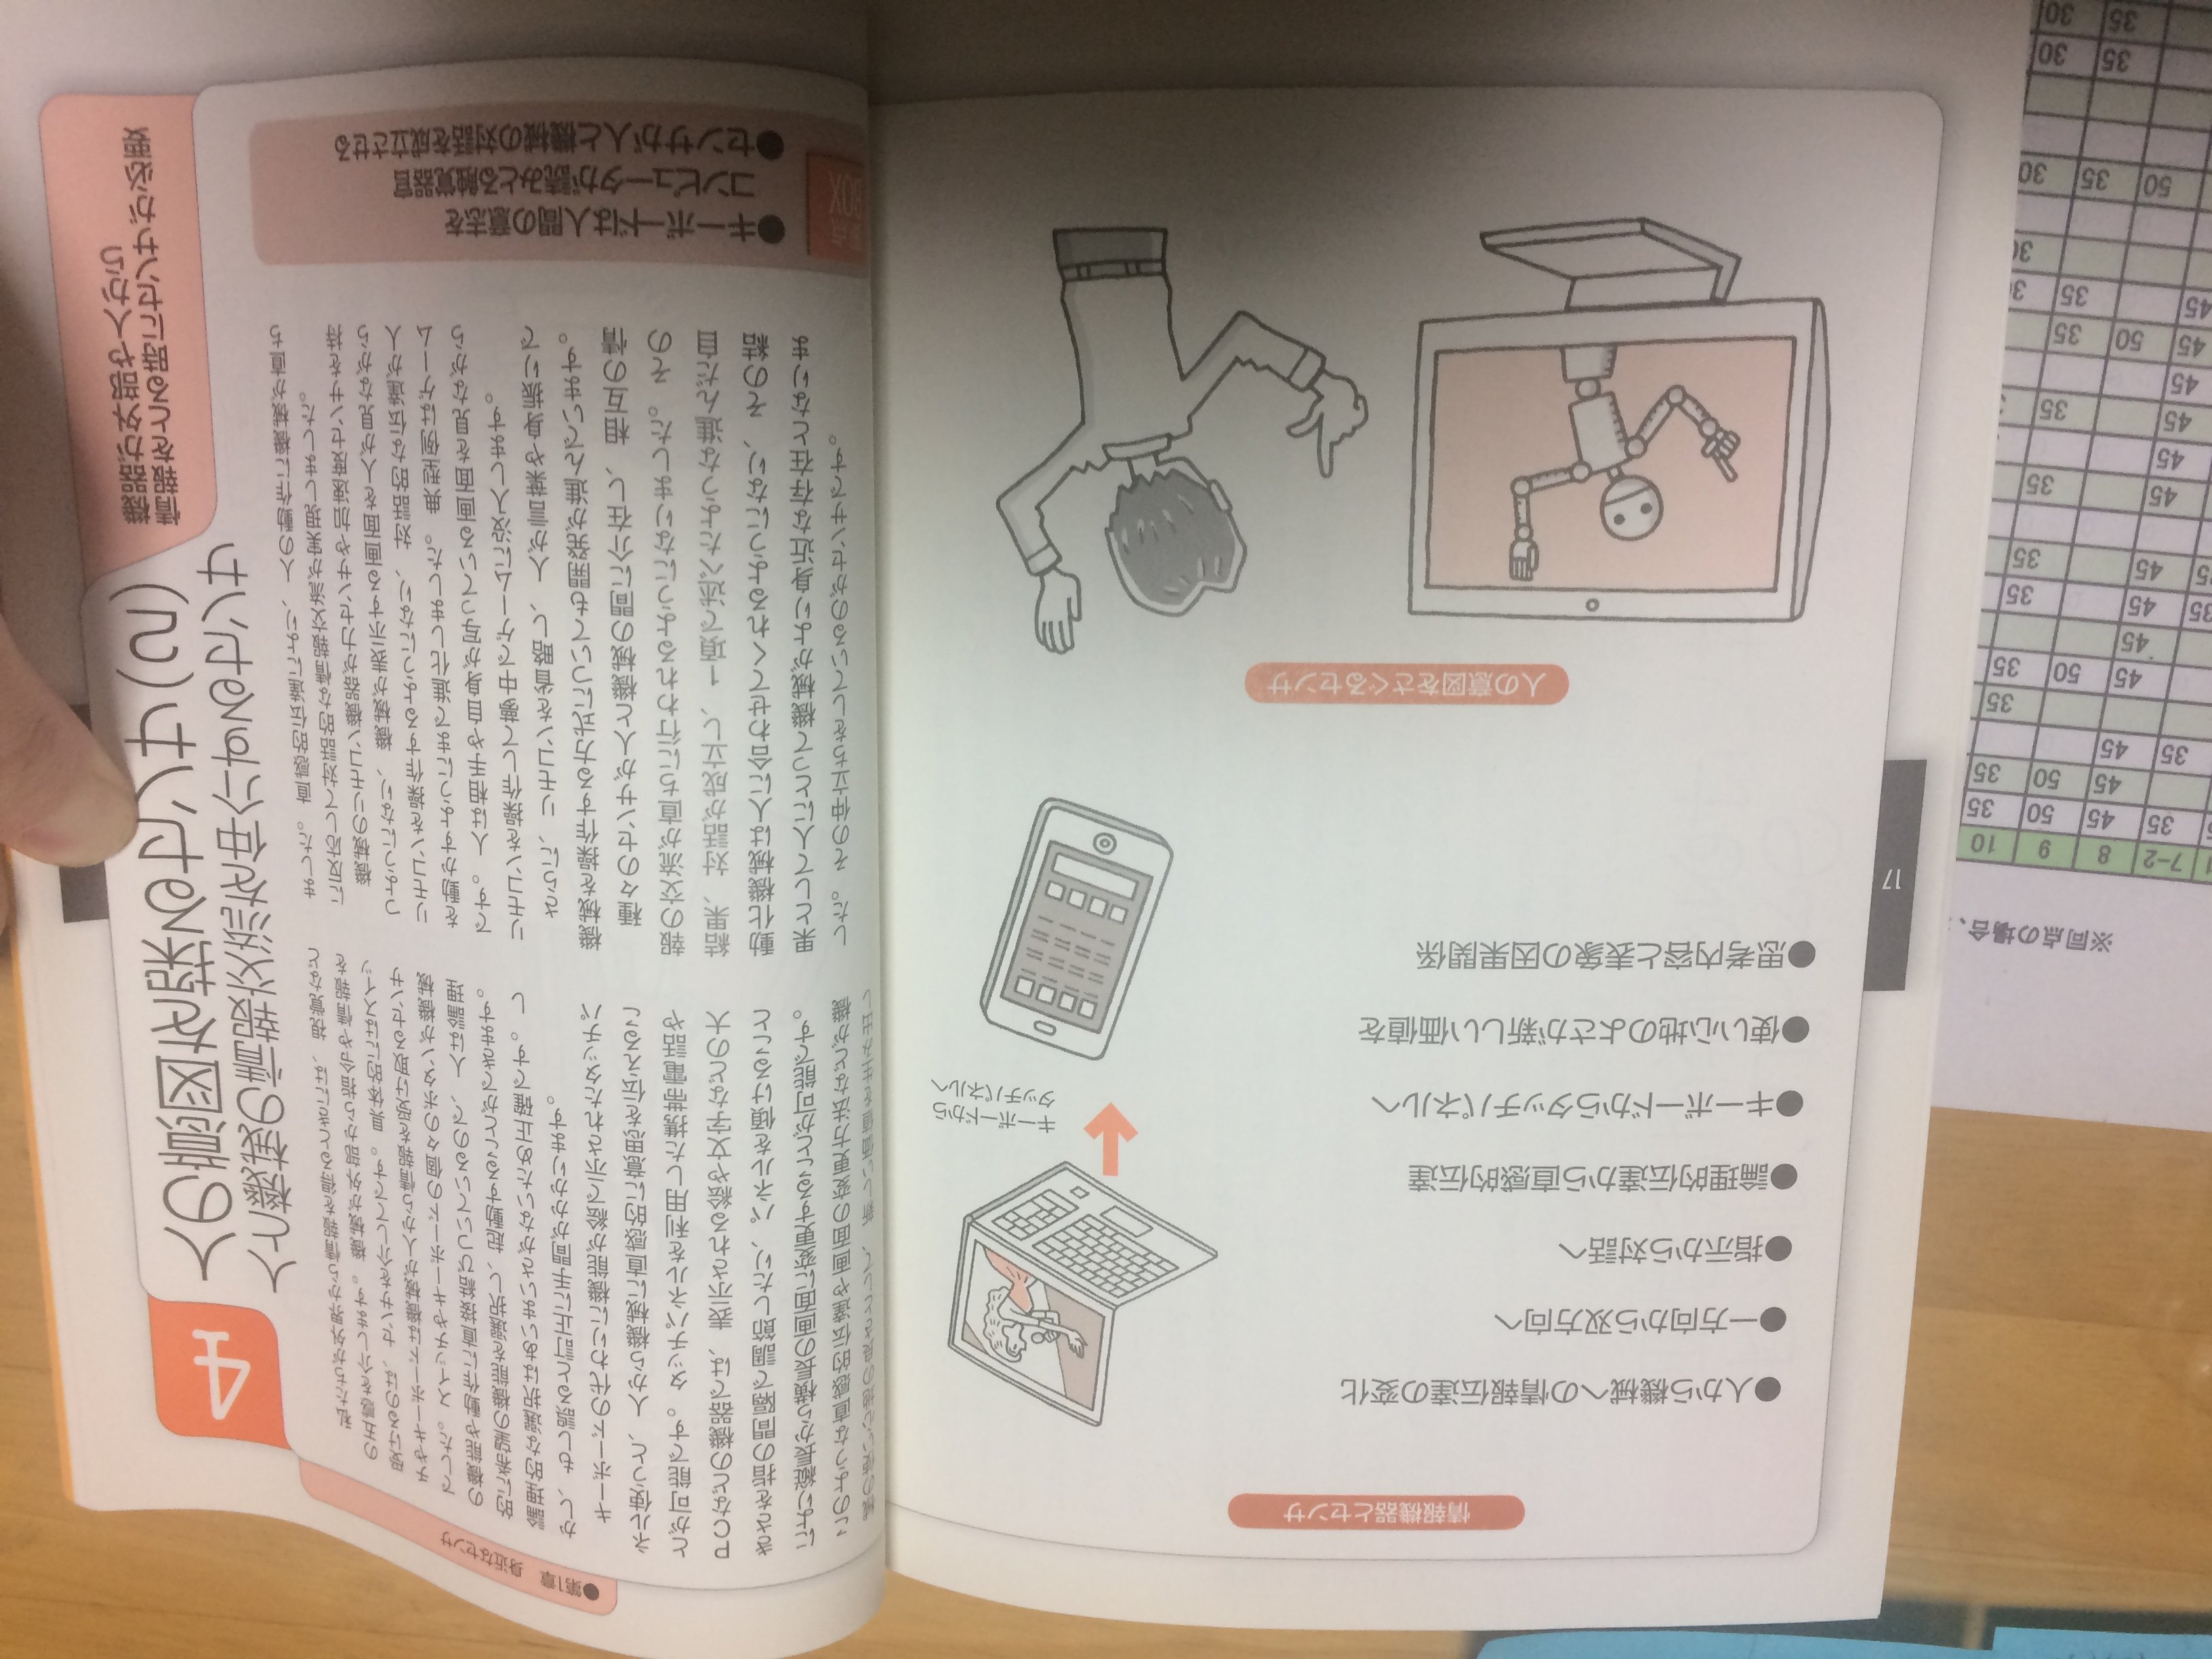 ●第1章 身近なセンサ
4
人の意図を探るセンサ(2)
人と機械の情報交流を仲介するセンサ
機器が外部や人から
情報をとる時にセンサが必要
私たちが外界から情報を得るときには、視覚など
の五感を介します。機械が外部から指令や情報を
受けるのは、センサを介してです。具体的にはスイッ
チやキーボードは機械が人から情報を受け取るセンサ
でした。スイッチやキーボードの個々のボタンが機械
の機能や動作に直接結びついているので、人は論理
的に希望の機能を選択し、起動することができます。
論理的な選択はあいまいさがないため正確です。し
かし、もし誤ると訂正に手間がかかります。
キーボードの代わりに機能が絵で示されたタッチパ
ネル使うと、人から機械に直感的に意思を伝えるこ
とが可能です。タッチパネルを利用した携帯電話や
PCなどの機器では、表示される絵や文字などの大
きさを指の間隔で調節したり、パネルを傾けること
により縦長から横長の画面に変更することが可能です。
このような直感的伝達や画面の変更方法などが機
械の使い心地の良さとして、新しい価値を生み出し
ました。直感的伝達により、人の動作に機械が直ち
に反応して対話的な情報交流が実現しました。
機械のリモコン機器が力センサや加速度センサを持
つようになり、機械が表示する画面を人が見ながら
リモコンを操作するようになり、対話的な伝達が人
を動かすようにまで進化しました。典型例はゲーム
です。人は相手や自身が写っている画面を見ながら
リモコンを操作して夢中でゲームに没入します。
さらに、リモコンを省略し、人が言葉や身振りで
機械を操作する方式についても開発が進んでいます。
種々のセンサが人と機械の間に介在し、相互の情
報の交流が直ちに行われるようになりました。その
結果、対話が成立し、1項で述べたような進んだ自
動化機械は人に合わせてくれるようになり、その結
果として人にとって機械がより身近な存在となりま
した。その仲立ちをしているのがセンサです。
要点
BOX
●キーボードは人間の意志を
コンピュータが読みとる触覚器官
●センサが人と機械の対話を成立させる
情報機器とセンサ
●人から機械への情報伝達の変化
●一方向から双方向へ
●指示から対話へ
●論理的伝達から直感的伝達
●キーボードからタッチパネルへ
●使い心地のよさが新しい価値を
●思考内容と表象の因果関係
キーボードから
タッチパネルへ
人の意図をさぐるセンサ
17
※同点の場合、
7-2 8 9 10
35 45 50 35
45 50 35
35 45
35
45 50 35
45
35 45 35
45 35
45 35
45
45 35
45
45 50 35
45 35
50 35 30
35 30
35 30